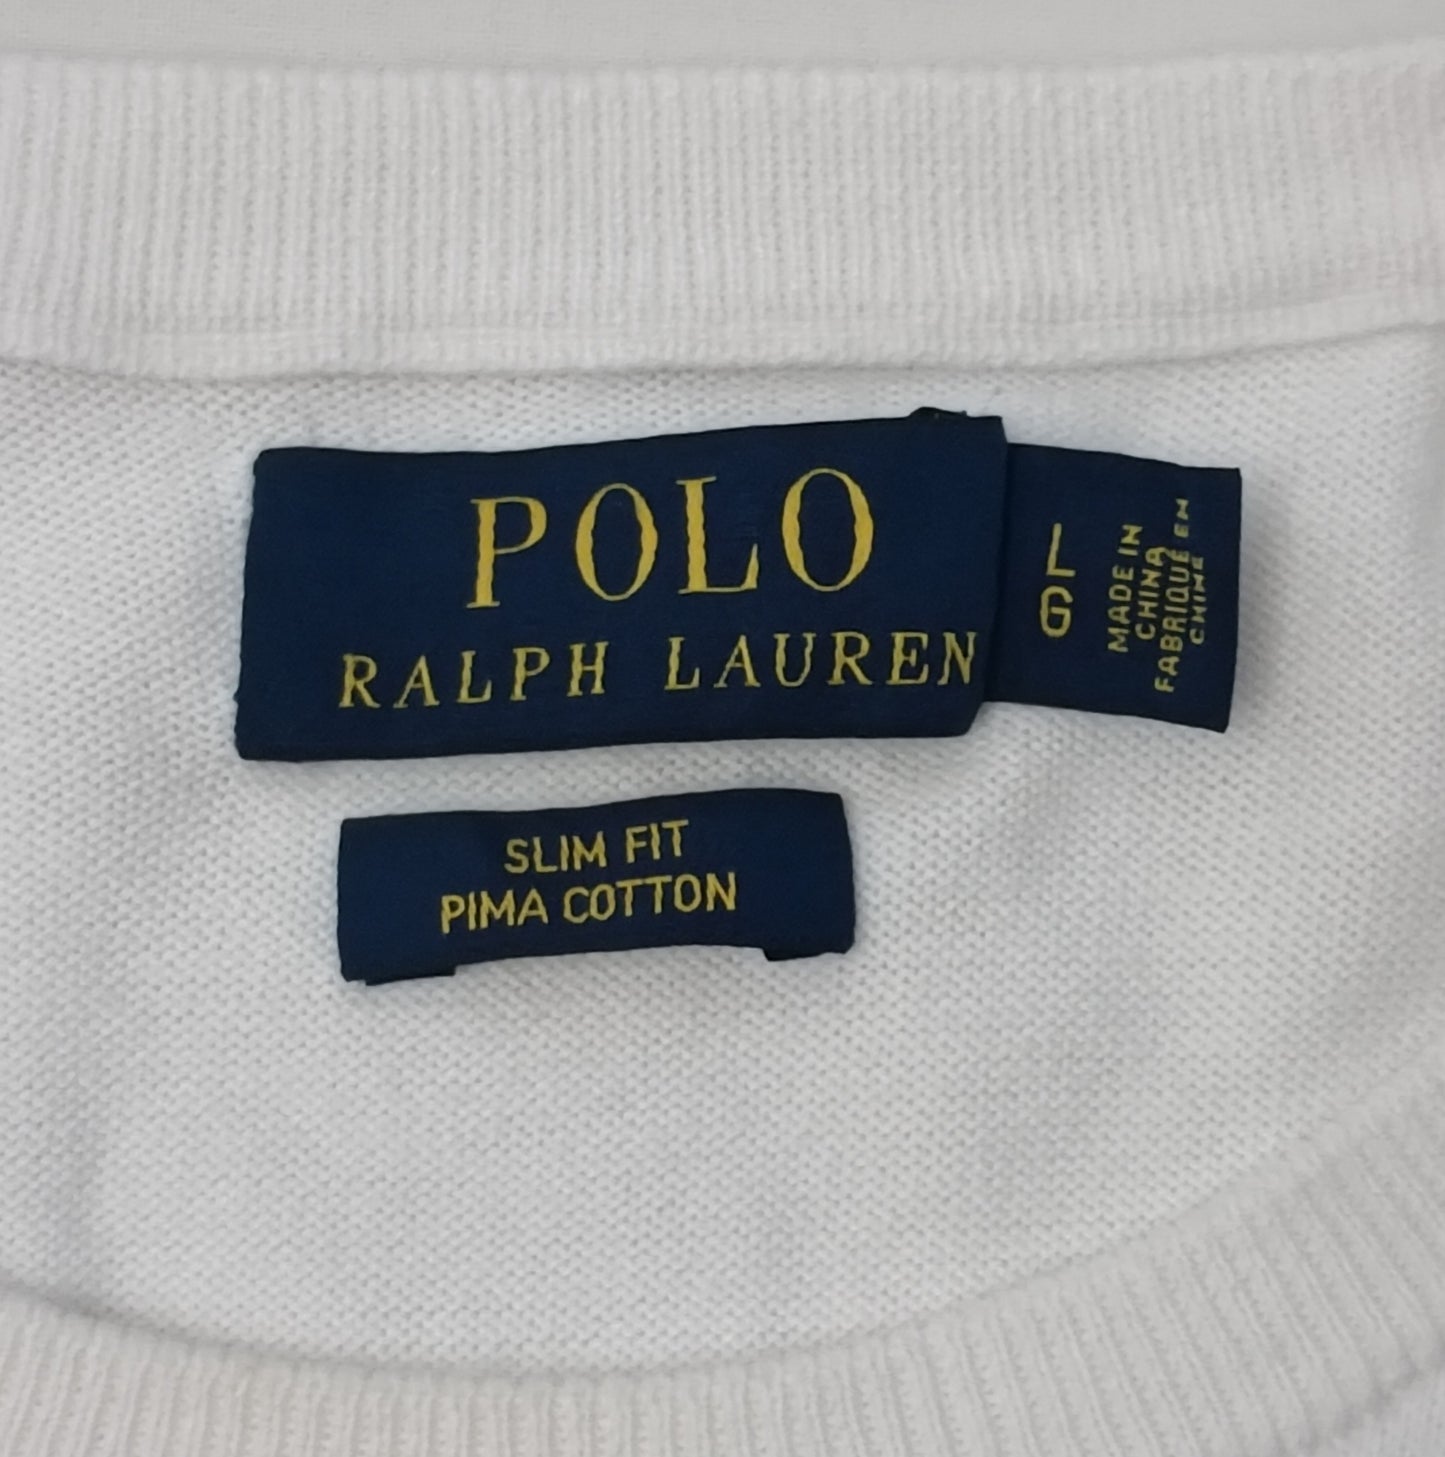 POLO
RALPH LAUREN
L
G
MADE IN
CHINA
FABRIQUÉ EN
CHINE
SLIM FIT
PIMA COTTON